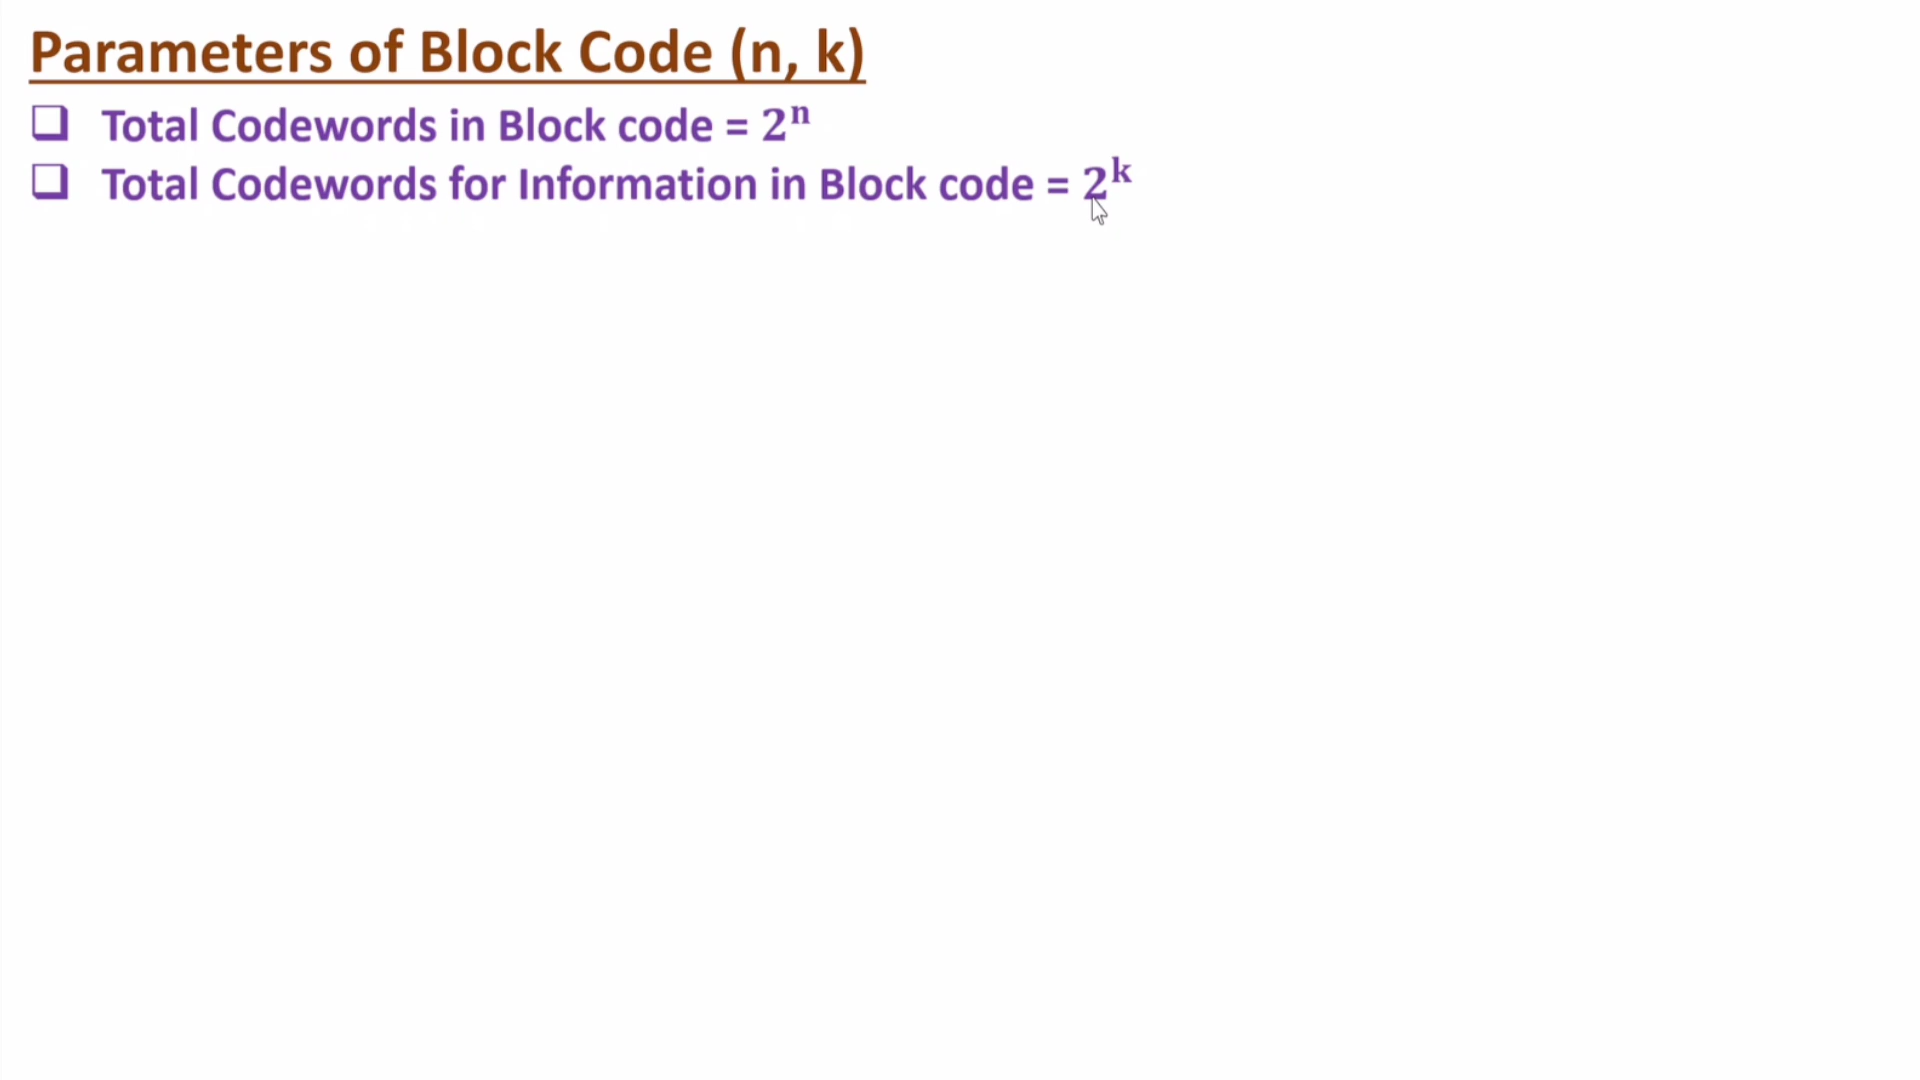 Parameters of Block Code (n, k)
❑ Total Codewords in Block code = 2ⁿ
❑ Total Codewords for Information in Block code = 2ᵏ